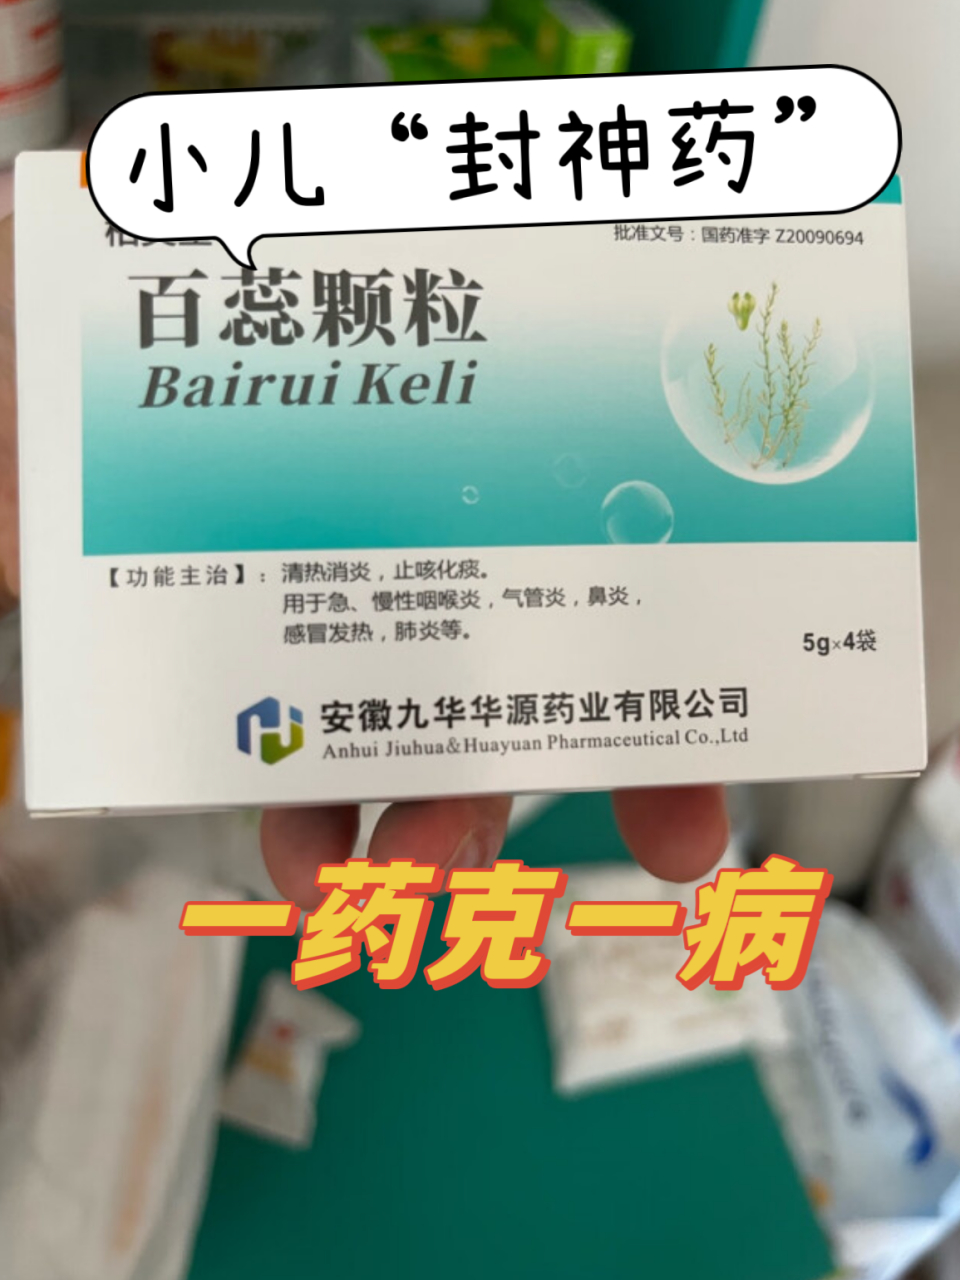 小儿“封神药”
批准文号：国药准字 Z20090694
百蕊颗粒
Bairui Keli
【功能主治】：清热消炎，止咳化痰。
用于急、慢性咽喉炎，气管炎，鼻炎，
感冒发热，肺炎等。
5g×4袋
安徽九华华源药业有限公司
Anhui Jiuhua&Huayuan Pharmaceutical Co.,Ltd
一药克一病